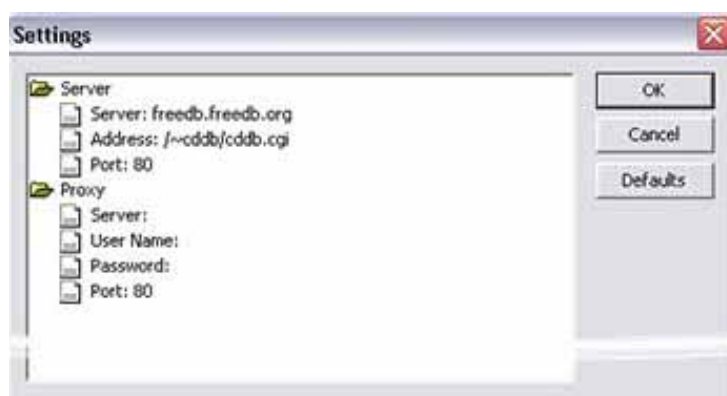 Settings
Server
Server: freedb.freedb.org
Address: /~cddb/cddb.cgi
Port: 80
Proxy
Server:
User Name:
Password:
Port: 80
OK
Cancel
Defaults